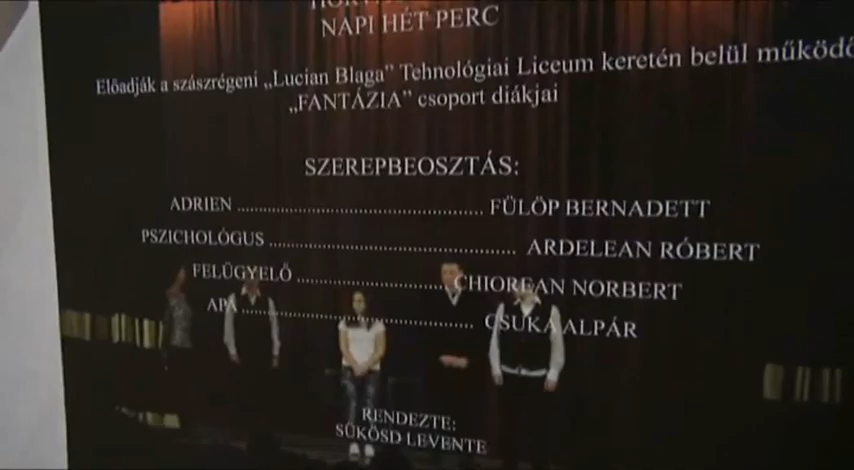 NAPI HÉT PERC
Előadják a szászrégeni „Lucian Blaga” Tehnológiai Liceum keretén belül működő
„FANTÁZIA” csoport diákjai
SZEREPBEOSZTÁS:
ADRIEN ........................................ FÜLÖP BERNADETT
PSZICHOLÓGUS ........................................ ARDELEAN RÓBERT
FELÜGYELŐ ........................................ CHIOREAN NORBERT
APA ........................................ CSUKA ALPÁR
RENDEZTE:
SÜKÖSD LEVENTE